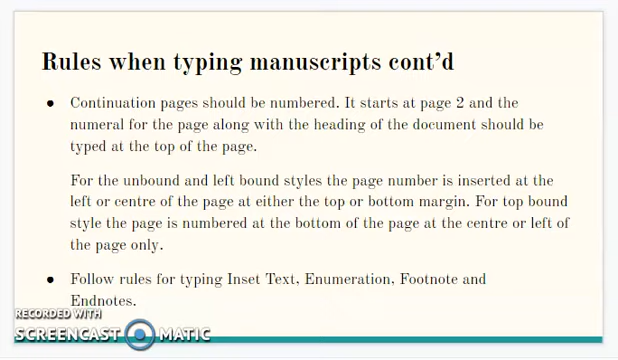 Rules when typing manuscripts cont'd
● Continuation pages should be numbered. It starts at page 2 and the
numeral for the page along with the heading of the document should be
typed at the top of the page.
For the unbound and left bound styles the page number is inserted at the
left or centre of the page at either the top or bottom margin. For top bound
style the page is numbered at the bottom of the page at the centre or left of
the page only.
● Follow rules for typing Inset Text, Enumeration, Footnote and
Endnotes.
RECORDED WITH
SCREENCAST MATIC